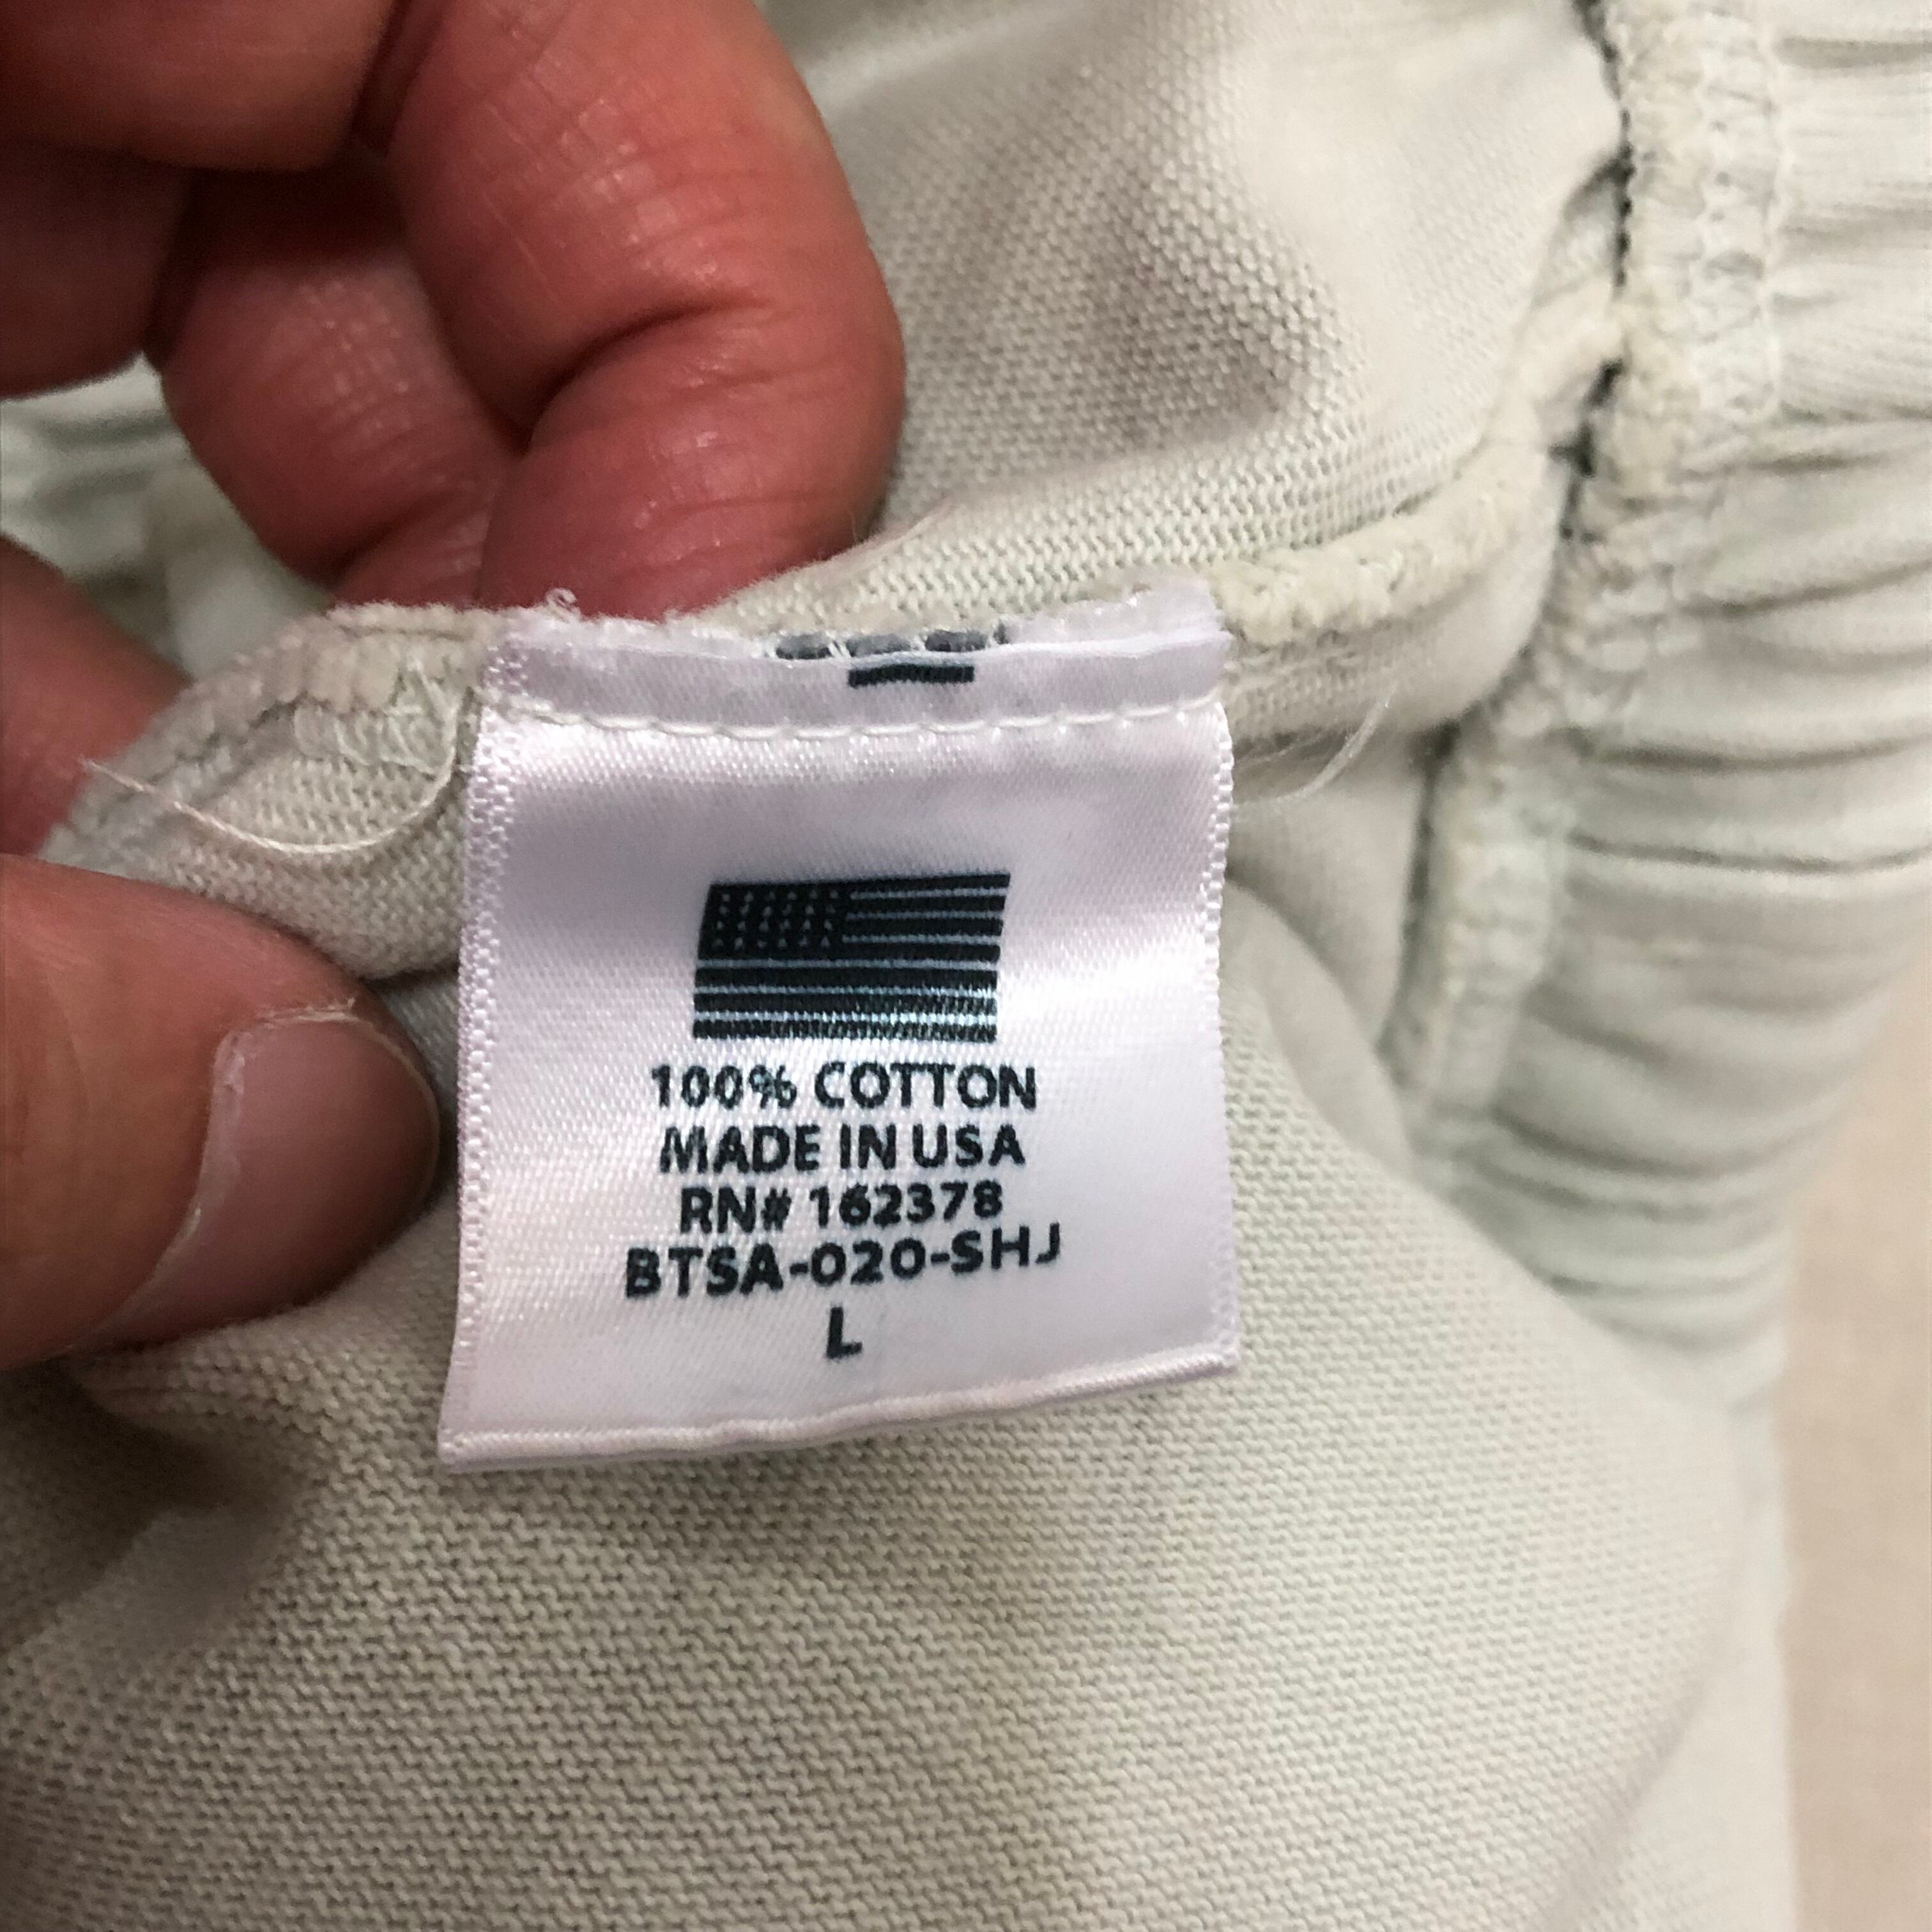 100% COTTON
MADE IN USA
RN# 162378
BTSA-020-SHJ
L